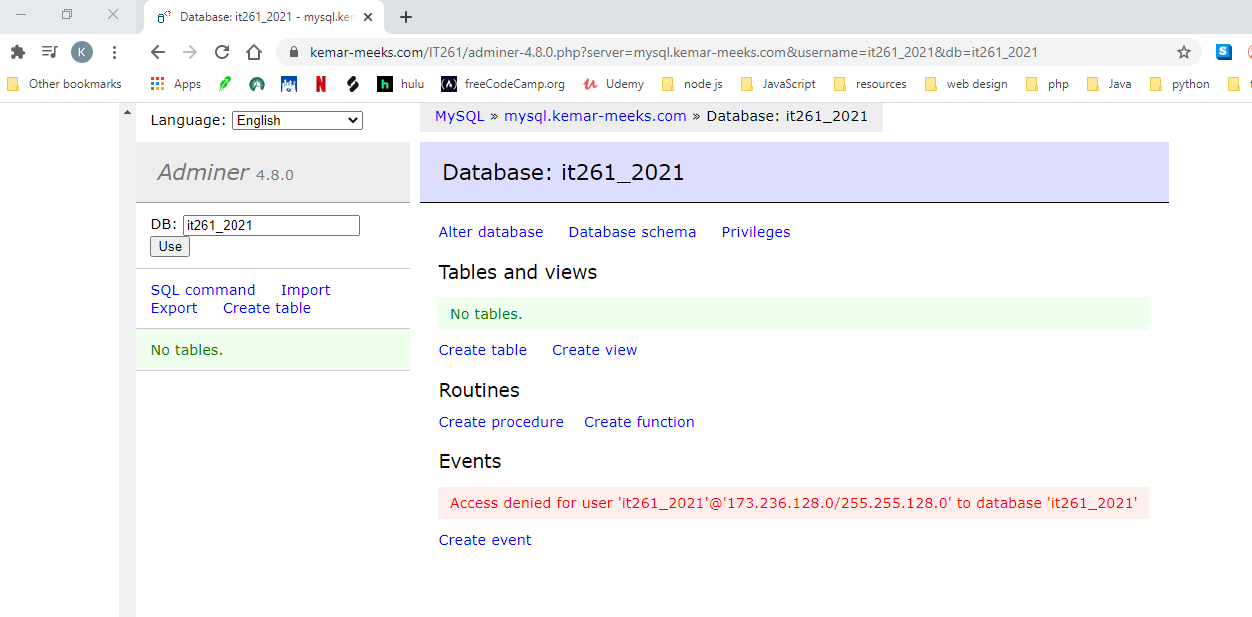 Database: it261_2021 - mysql.ke
K
kemar-meeks.com/IT261/adminer-4.8.0.php?server=mysql.kemar-meeks.com&username=it261_2021&db=it261_2021
S
Other bookmarks Apps N h hulu (A) freeCodeCamp.org Udemy node js JavaScript resources web design php Java python
Language: English
MySQL » mysql.kemar-meeks.com » Database: it261_2021
Adminer 4.8.0
Database: it261_2021
DB: it261_2021
Use
Alter database Database schema Privileges
SQL command Import
Export Create table
No tables.
Tables and views
No tables.
Create table Create view
Routines
Create procedure Create function
Events
Access denied for user 'it261_2021'@'173.236.128.0/255.255.128.0' to database 'it261_2021'
Create event